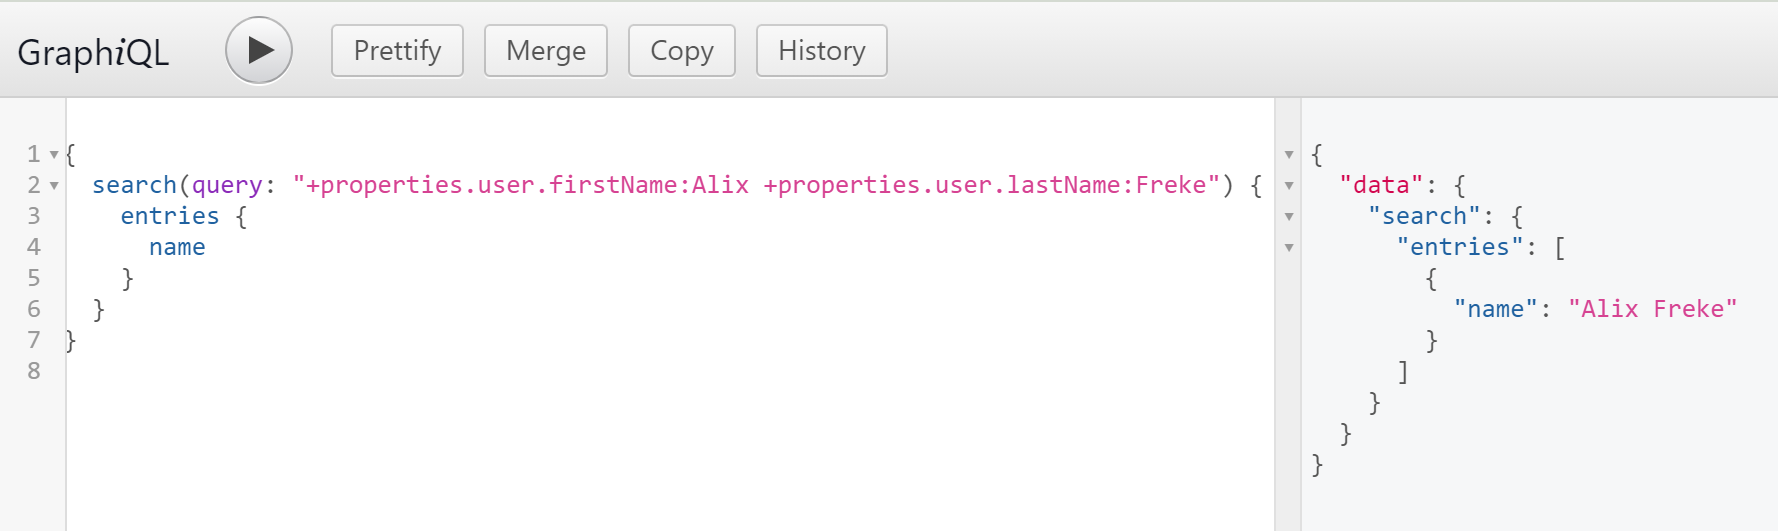 GraphiQL
Prettify
Merge
Copy
History
1 {
2 search(query: "+properties.user.firstName:Alix +properties.user.lastName:Freke") {
3 entries {
4 name
5 }
6 }
7 }
8
{
"data": {
"search": {
"entries": [
{
"name": "Alix Freke"
}
]
}
}
}